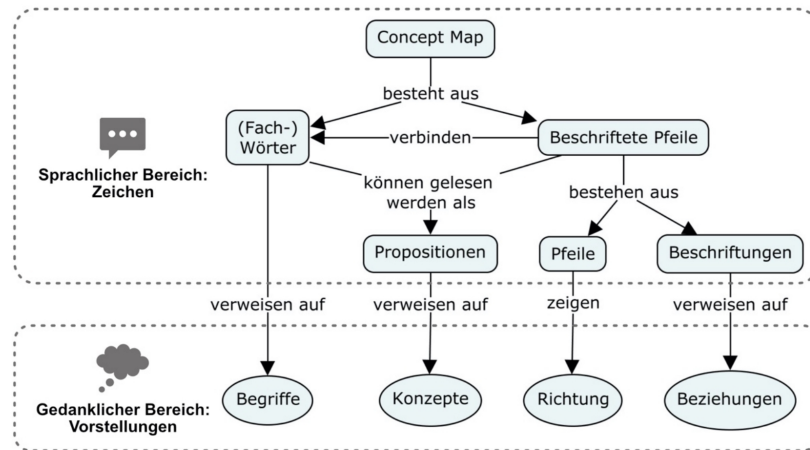 Concept Map
besteht aus
(Fach-)
Wörter
verbinden
Beschriftete Pfeile
Sprachlicher Bereich:
Zeichen
können gelesen
werden als
bestehen aus
Propositionen
Pfeile
Beschriftungen
verweisen auf
verweisen auf
zeigen
verweisen auf
Gedanklicher Bereich:
Vorstellungen
Begriffe
Konzepte
Richtung
Beziehungen